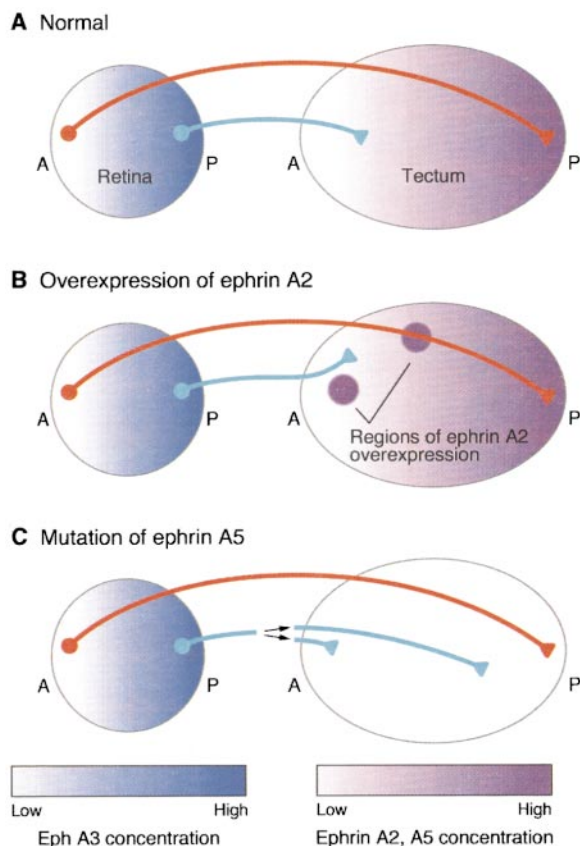 A Normal
A
Retina
P
A
Tectum
P
B Overexpression of ephrin A2
A
P
A
P
Regions of ephrin A2
overexpression
C Mutation of ephrin A5
A
P
A
P
Low
High
Low
High
Eph A3 concentration
Ephrin A2, A5 concentration